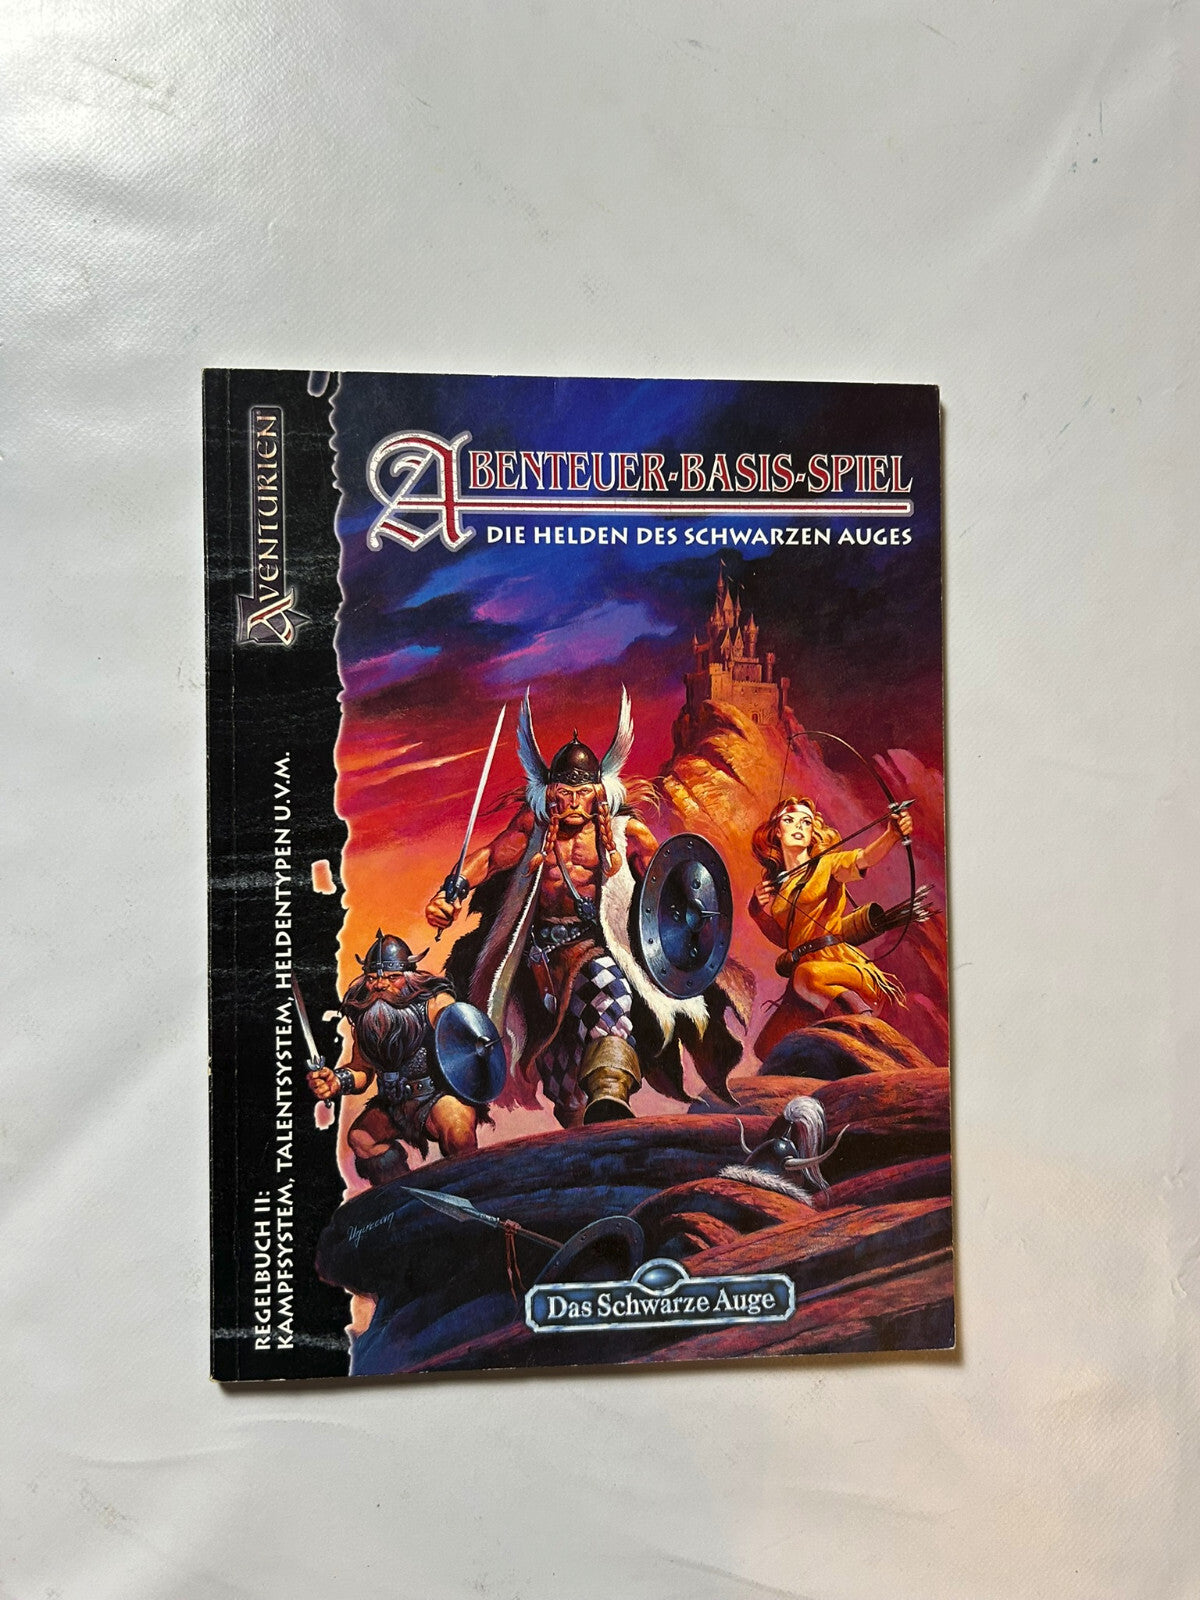 ABENTEUER-BASIS-SPIEL
DIE HELDEN DES SCHWARZEN AUGES
AVENTURIEN
REGELBUCH II:
KAMPFSYSTEM, TALENTSYSTEM, HELDENTYPEN U.V.M.
Das Schwarze Auge